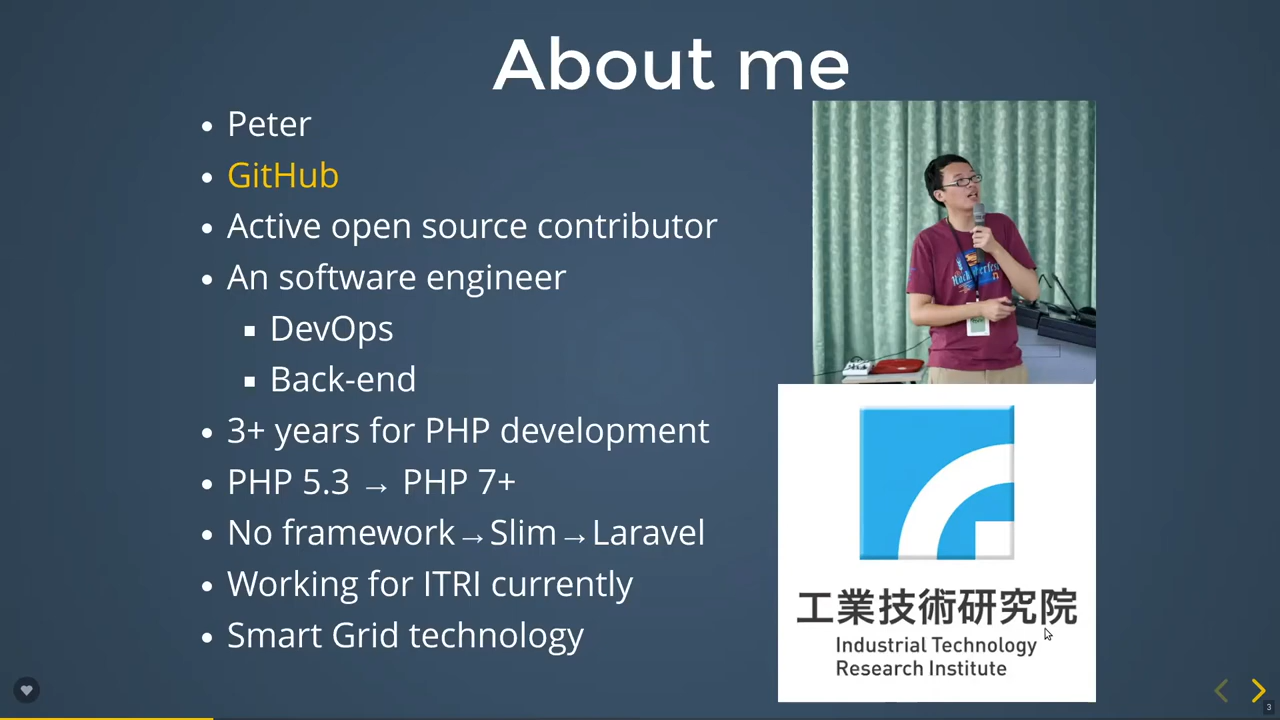 About me
Peter
GitHub
Active open source contributor
An software engineer
DevOps
Back-end
3+ years for PHP development
PHP 5.3 → PHP 7+
No framework→Slim→Laravel
Working for ITRI currently
Smart Grid technology
工業技術研究院
Industrial Technology
Research Institute
3